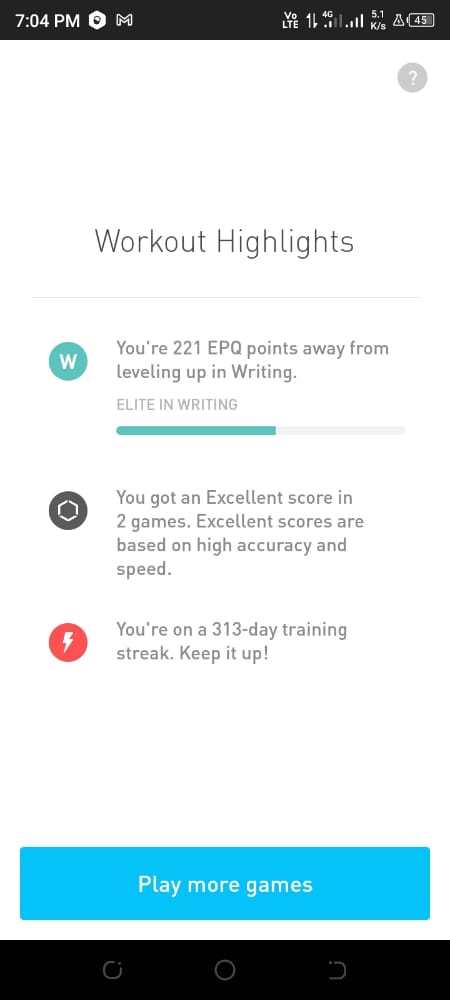 7:04 PM
Vo LTE 4G 5.1 K/s 45
?
Workout Highlights
W
You're 221 EPQ points away from
leveling up in Writing.
ELITE IN WRITING
You got an Excellent score in
2 games. Excellent scores are
based on high accuracy and
speed.
You're on a 313-day training
streak. Keep it up!
Play more games